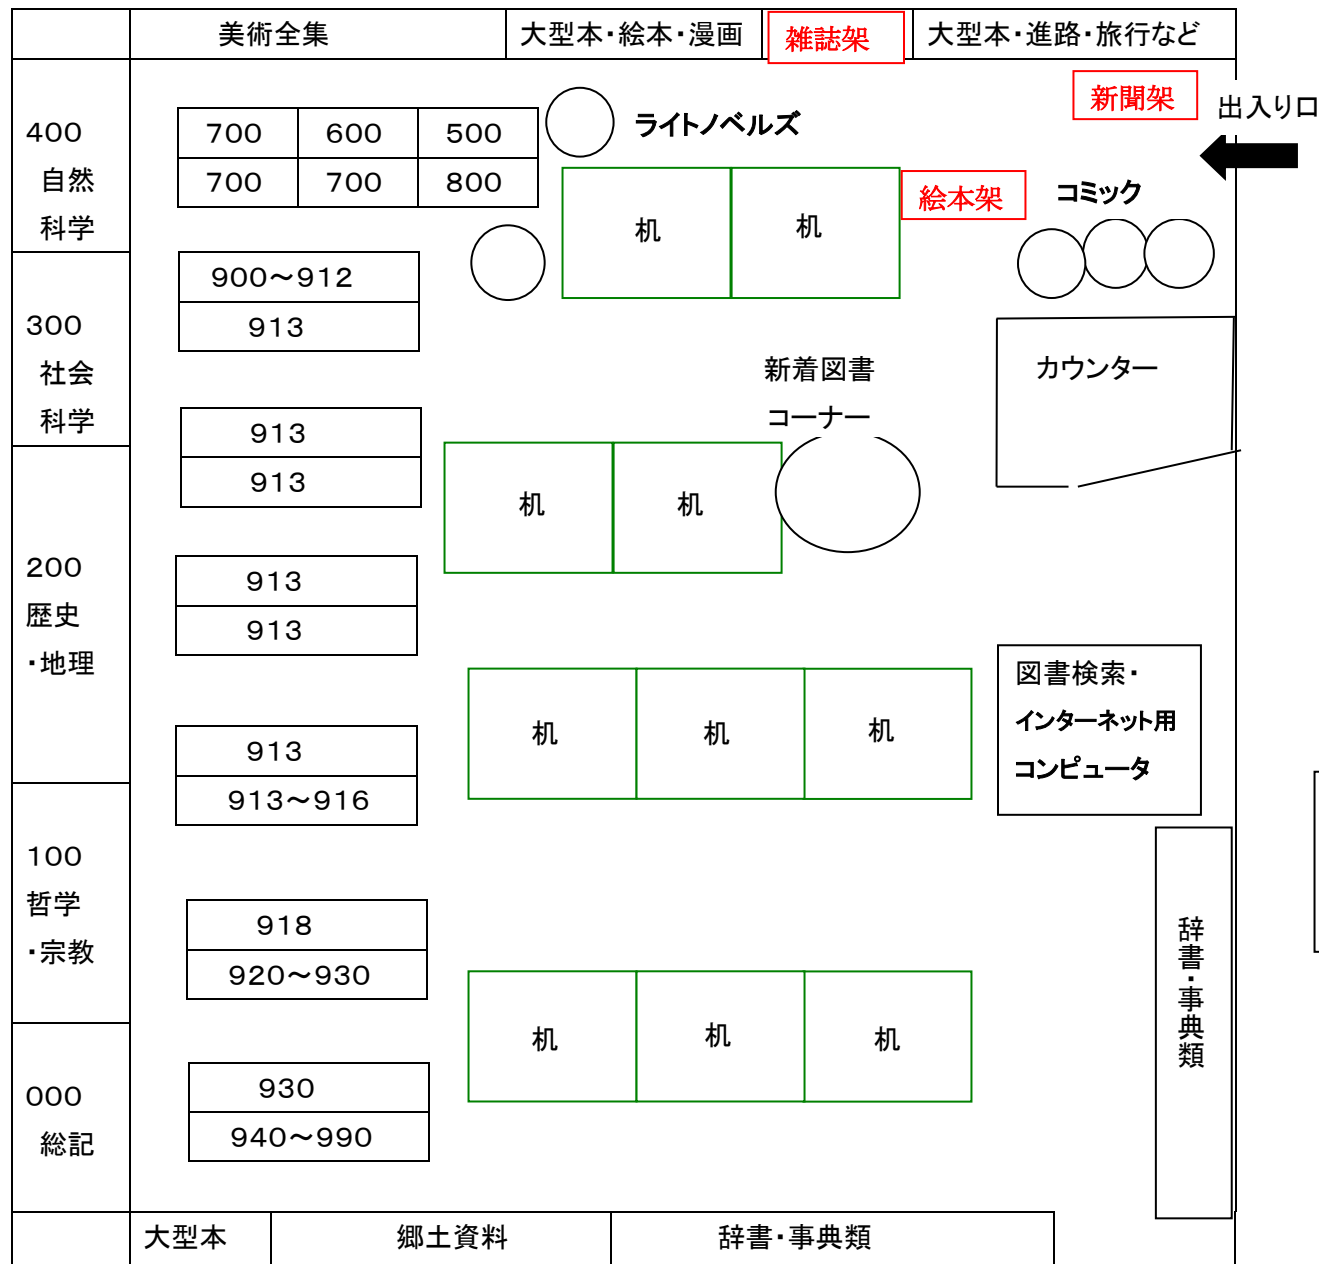 美術全集
大型本・絵本・漫画
雑誌架
大型本・進路・旅行など
新聞架
出入り口
400
自然
科学
700 600 500
700 700 800
ライトノベルズ
机
机
絵本架
コミック
900～912
913
300
社会
科学
新着図書
コーナー
カウンター
913
913
机
机
200
歴史
・地理
913
913
913
913～916
机
机
机
図書検索・
インターネット用
コンピュータ
100
哲学
・宗教
918
920～930
机
机
机
辞書・事典類
000
総記
930
940～990
大型本
郷土資料
辞書・事典類